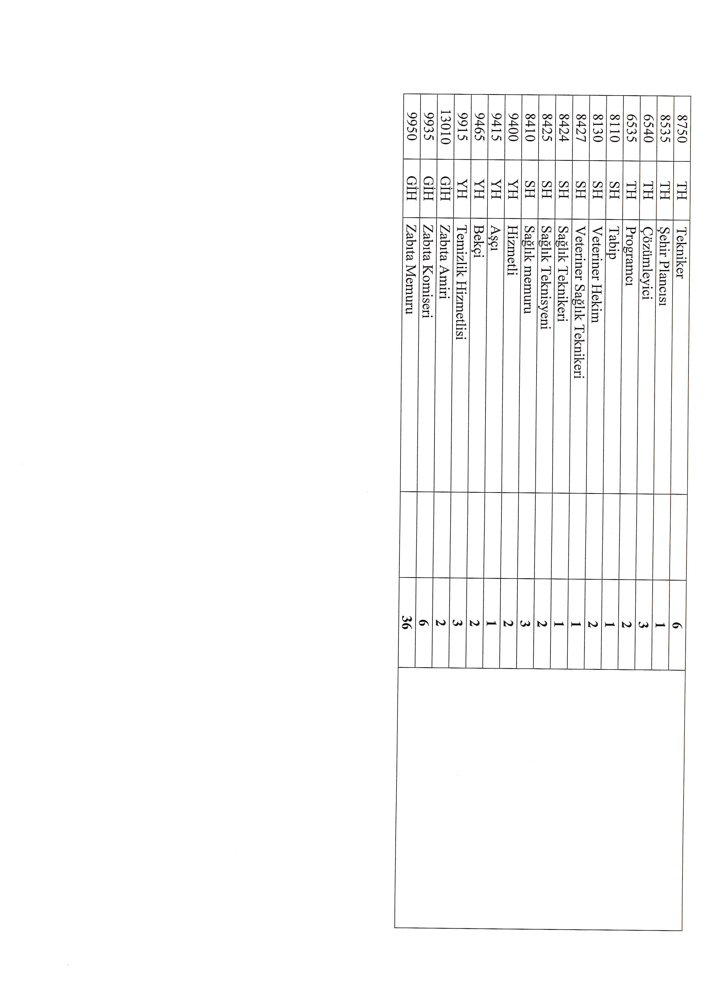 8750 TH Tekniker 6
8535 TH Şehir Plancısı 1
6540 TH Çözümleyici 3
6535 TH Programcı 2
8110 SH Tabip 1
8130 SH Veteriner Hekim 2
8427 SH Veteriner Sağlık Teknikeri 1
8424 SH Sağlık Teknikeri 1
8425 SH Sağlık Teknisyeni 2
8410 SH Sağlık memuru 3
9400 YH Hizmetli 2
9415 YH Aşçı 1
9465 YH Bekçi 2
9915 YH Temizlik Hizmetlisi 3
13010 GİH Zabıta Amiri 2
9935 GİH Zabıta Komiseri 6
9950 GİH Zabıta Memuru 36